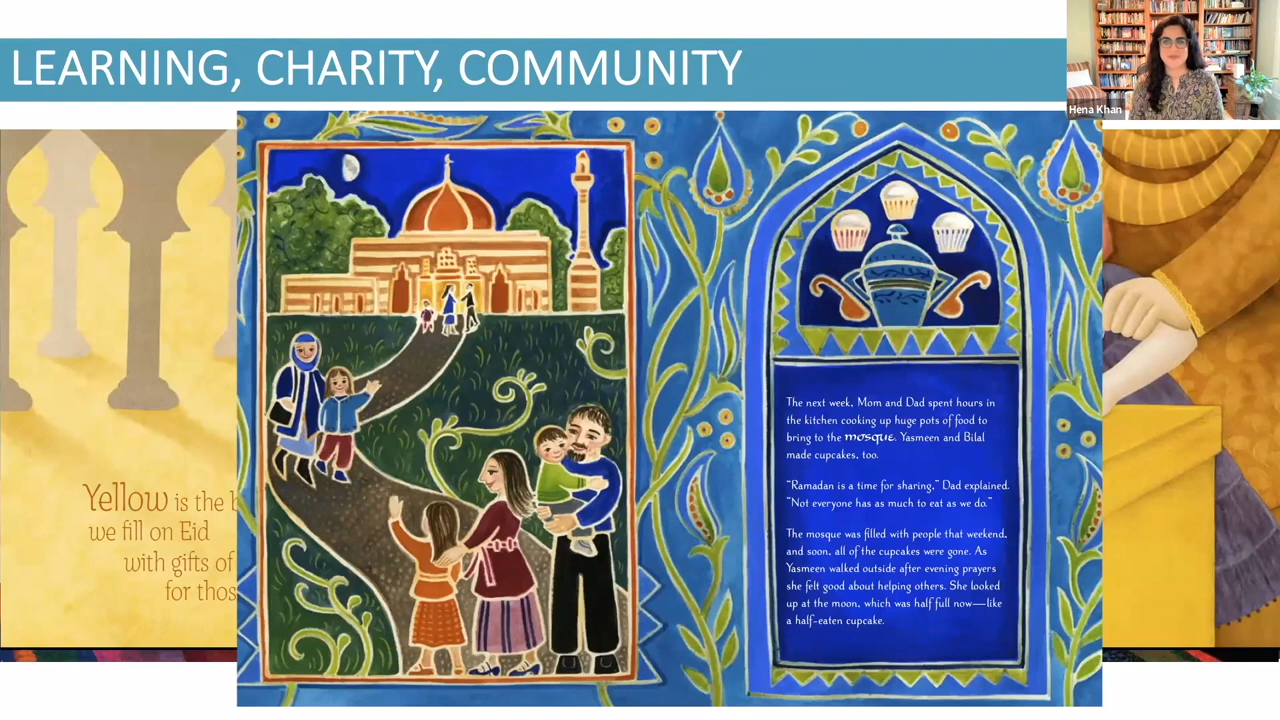 LEARNING, CHARITY, COMMUNITY
Hena Khan
Yellow is the
we fill on Eid
with gifts of
for
The next week, Mom and Dad spent hours in
the kitchen cooking up huge pots of food to
bring to the mosque. Yasmeen and Bilal
made cupcakes, too.
“Ramadan is a time for sharing,” Dad explained.
“Not everyone has as much to eat as we do.”
The mosque was filled with people that weekend,
and soon, all of the cupcakes were gone. As
Yasmeen walked outside after evening prayers
she felt good about helping others. She looked
up at the moon, which was half full now—like
a half-eaten cupcake.